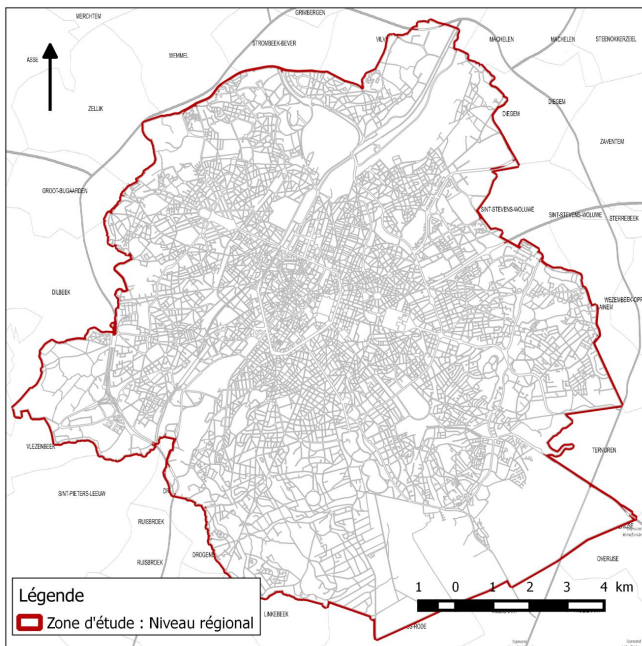 MERCHTEM
GRIMBERGEN
STROMBEEK-BEVER
VILV
MACHELEN
MACHELEN
STEENOKKERZEEL
ASSE
WEMMEL
ZELLIK
DIEGEM
DIEGEM
ZAVENTEM
GROOT-BIJGAARDEN
SINT-STEVENS-WOLUWE
SINT-STEVENS-WOLUWE
STERREBEEK
DILBEEK
WEZEMBEEK-OPP
AINEM
VLEZENBEEK
TERVUREN
SINT-PIETERS-LEEUW
DR
RUISBROEK
OVERIJSE
RUISBROEK
DROGENB
LINKEBEEK
Légende
Zone d'étude : Niveau régional
1 0 1 2 3 4 km